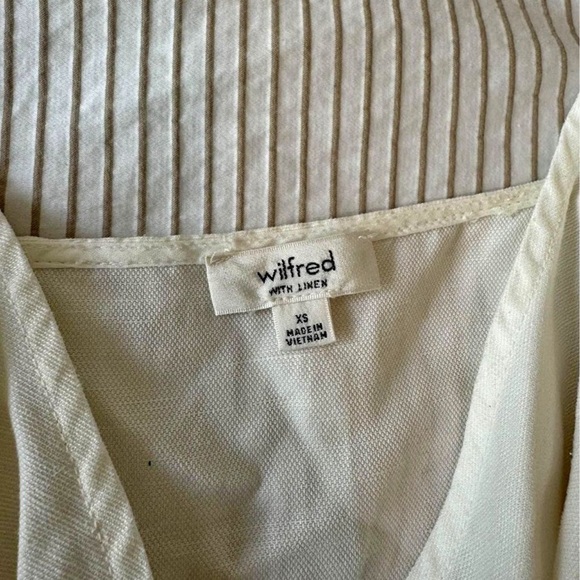 wilfred
WITH LINEN
XS
MADE IN
VIETNAM